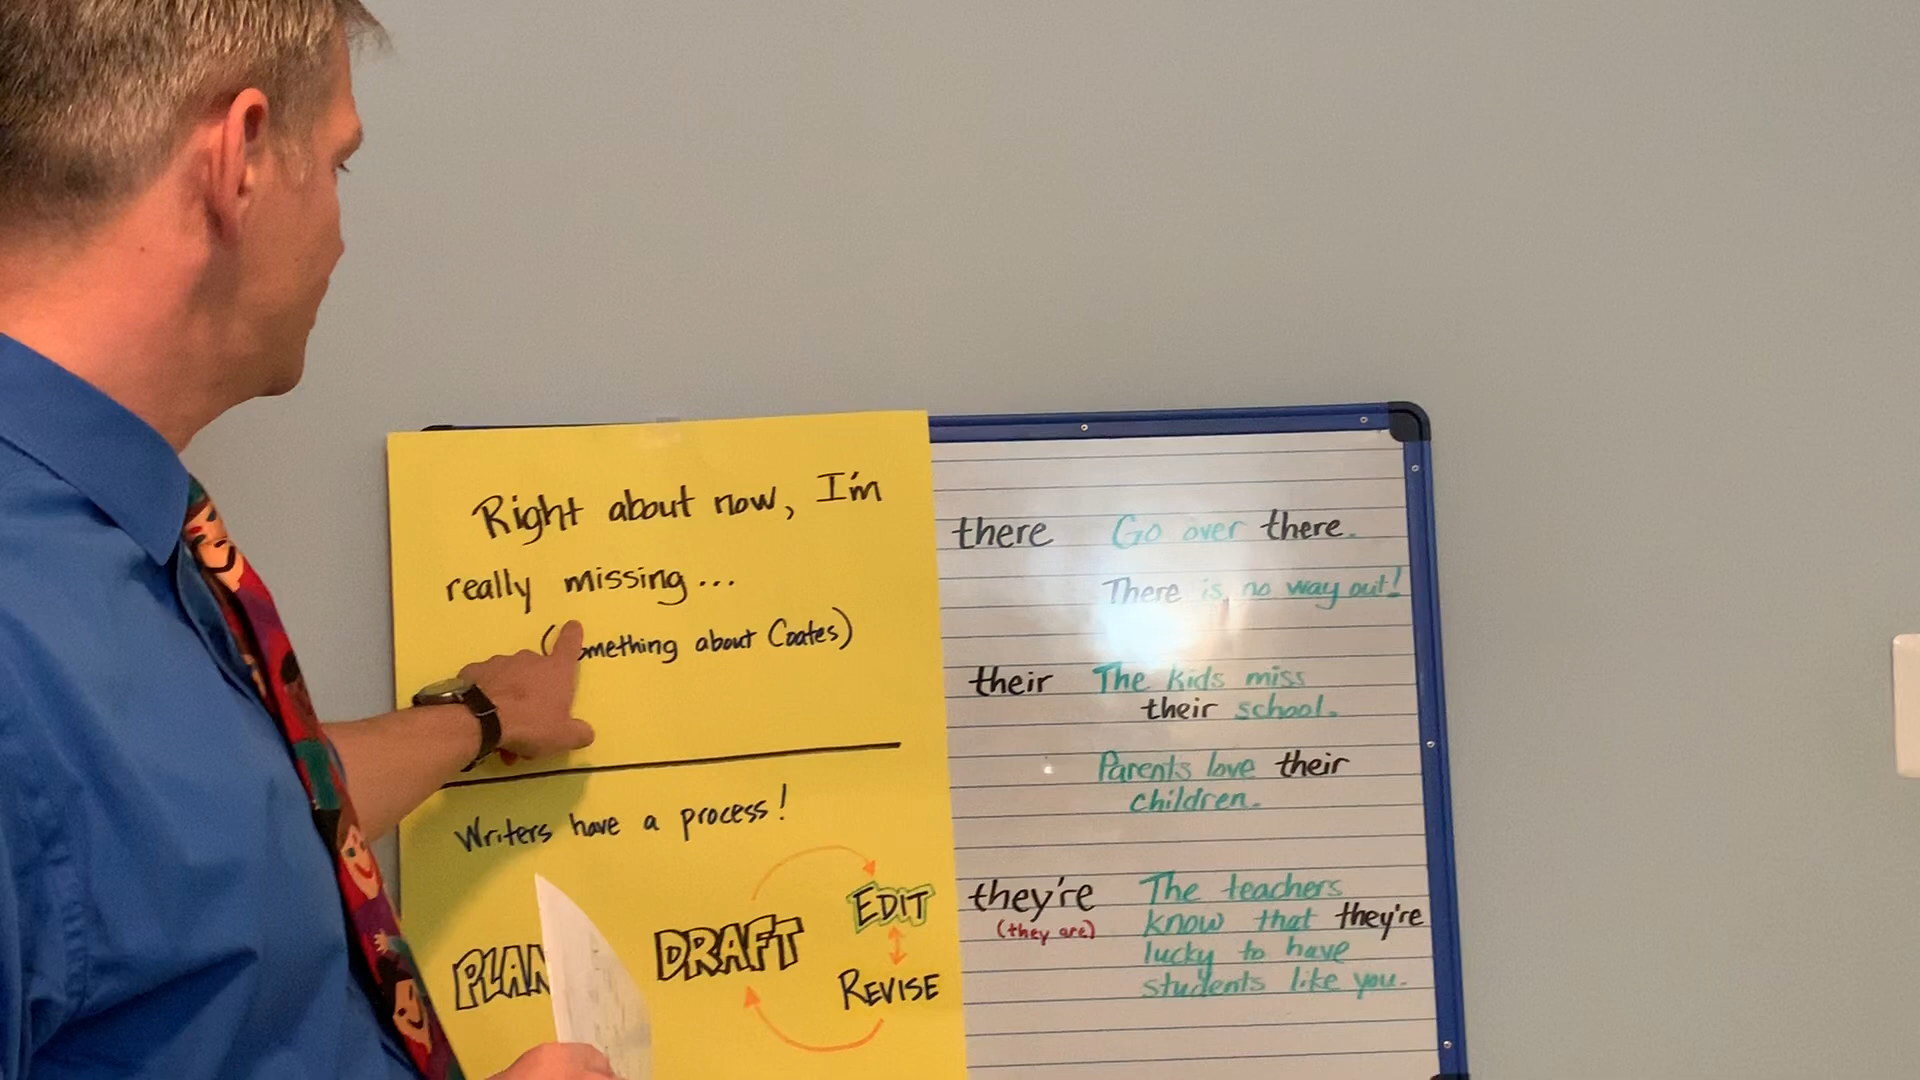 Right about now, I'm
really missing...
(Something about Coates)
Writers have a process!
PLAN
DRAFT
EDIT
REVISE
there Go over there.
There is no way out!
their The kids miss
their school.
Parents love their
children.
they're The teachers
(they are) know that they're
lucky to have
students like you.